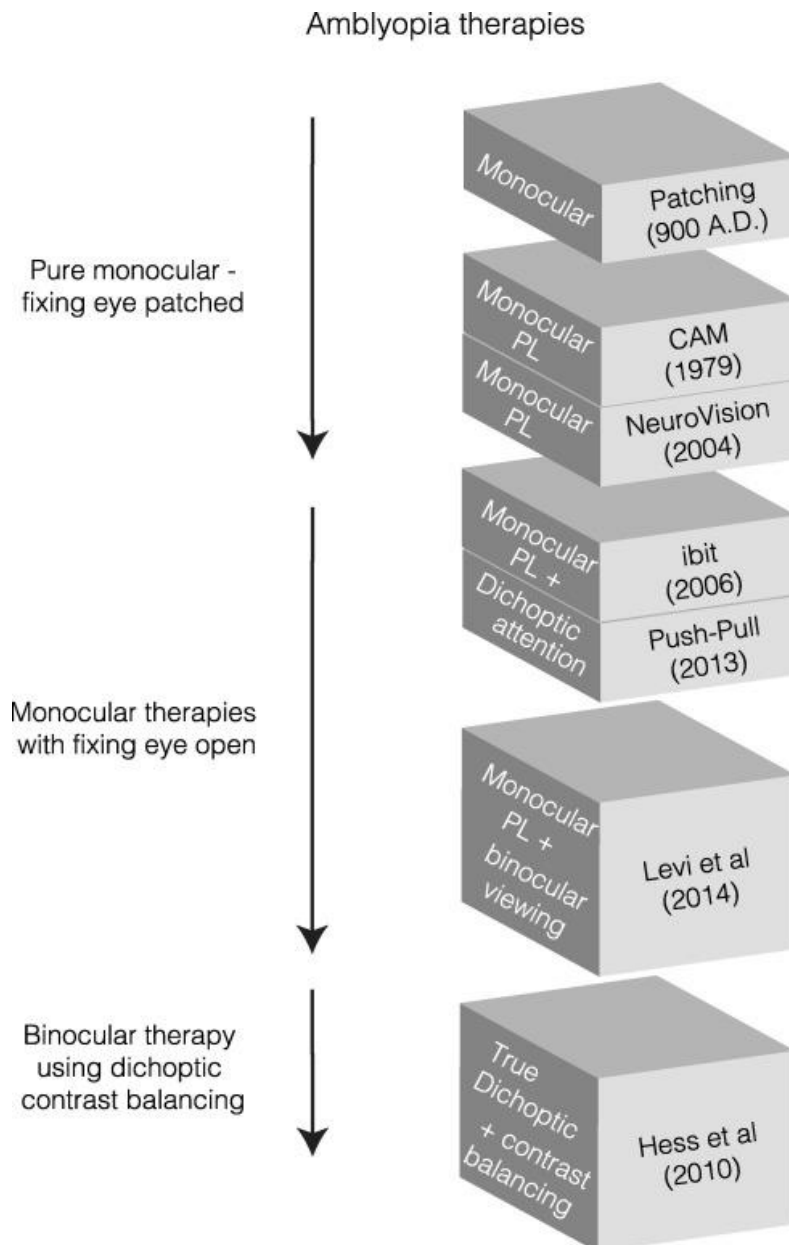 Amblyopia therapies
Pure monocular -
fixing eye patched
Monocular
Patching
(900 A.D.)
Monocular
PL
CAM
(1979)
Monocular
PL
NeuroVision
(2004)
Monocular therapies
with fixing eye open
Monocular
PL +
ibit
(2006)
Dichoptic
attention
Push-Pull
(2013)
Monocular
PL +
binocular
viewing
Levi et al
(2014)
Binocular therapy
using dichoptic
contrast balancing
True
Dichoptic
+ contrast
balancing
Hess et al
(2010)